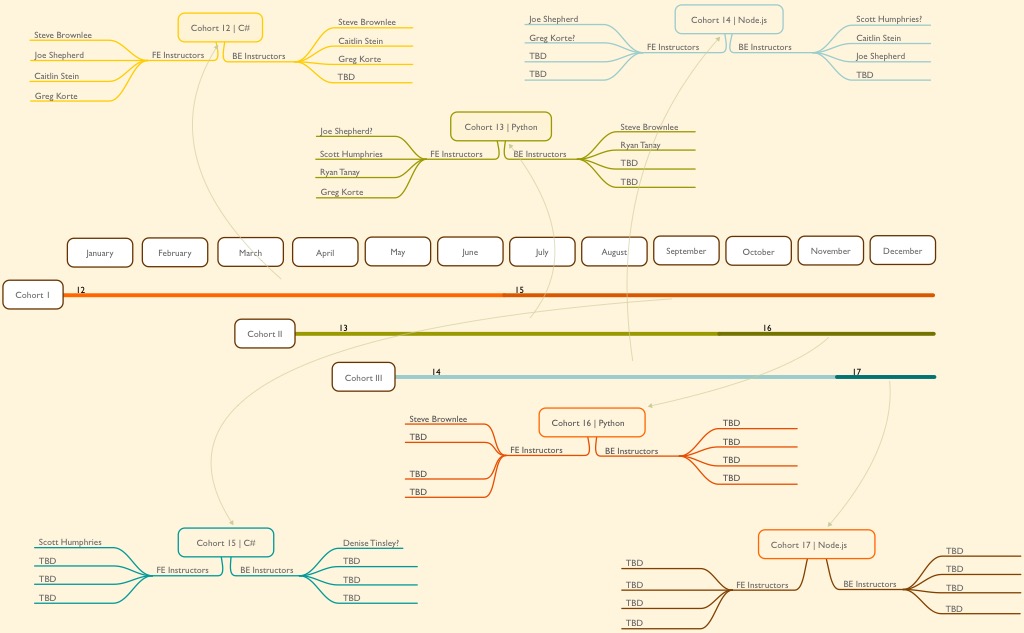 Cohort 12 | C#
FE Instructors
Steve Brownlee
Joe Shepherd
Caitlin Stein
Greg Korte
BE Instructors
Steve Brownlee
Caitlin Stein
Greg Korte
TBD
Cohort 14 | Node.js
FE Instructors
Joe Shepherd
Greg Korte?
TBD
TBD
BE Instructors
Scott Humphries?
Caitlin Stein
Joe Shepherd
TBD
Cohort 13 | Python
FE Instructors
Joe Shepherd?
Scott Humphries
Ryan Tanay
Greg Korte
BE Instructors
Steve Brownlee
Ryan Tanay
TBD
TBD
January
February
March
April
May
June
July
August
September
October
November
December
Cohort I
12
15
Cohort II
13
16
Cohort III
14
17
Cohort 16 | Python
FE Instructors
Steve Brownlee
TBD
TBD
TBD
BE Instructors
TBD
TBD
TBD
TBD
Cohort 15 | C#
FE Instructors
Scott Humphries
TBD
TBD
TBD
BE Instructors
Denise Tinsley?
TBD
TBD
TBD
Cohort 17 | Node.js
FE Instructors
TBD
TBD
TBD
TBD
BE Instructors
TBD
TBD
TBD
TBD